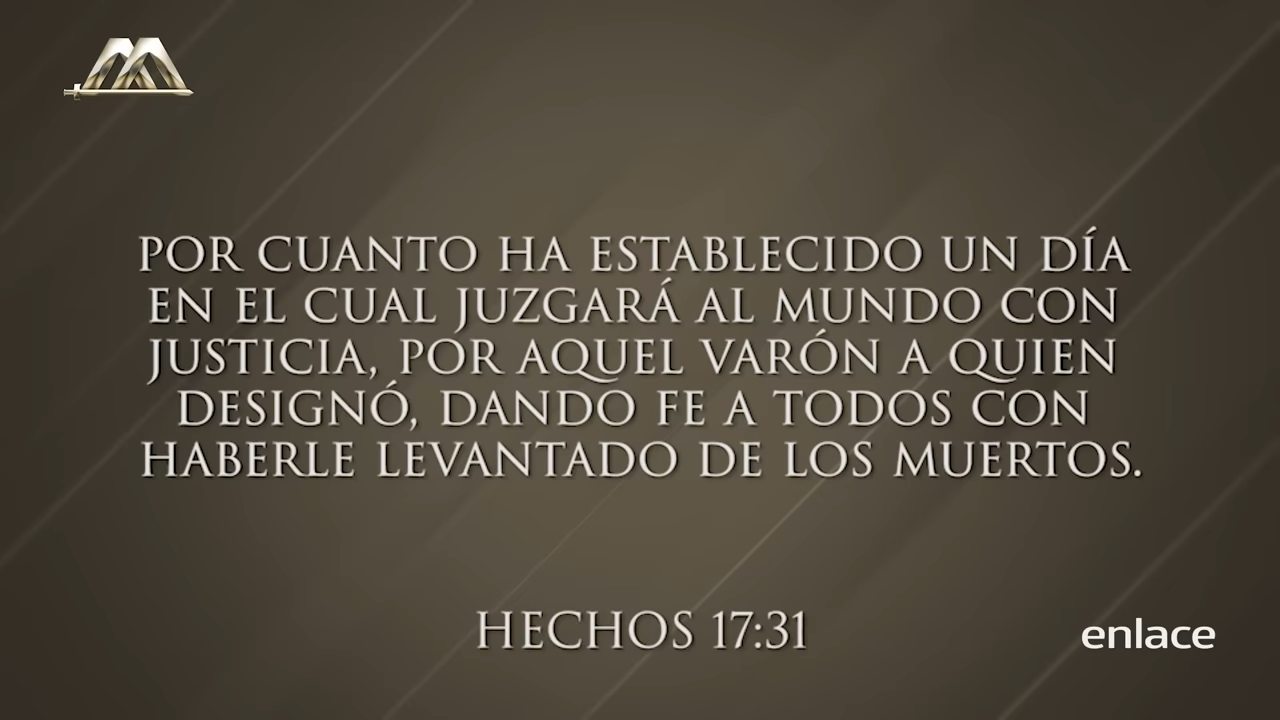 POR CUANTO HA ESTABLECIDO UN DÍA
EN EL CUAL JUZGARÁ AL MUNDO CON
JUSTICIA, POR AQUEL VARÓN A QUIEN
DESIGNÓ, DANDO FE A TODOS CON
HABERLE LEVANTADO DE LOS MUERTOS.
HECHOS 17:31
enlace